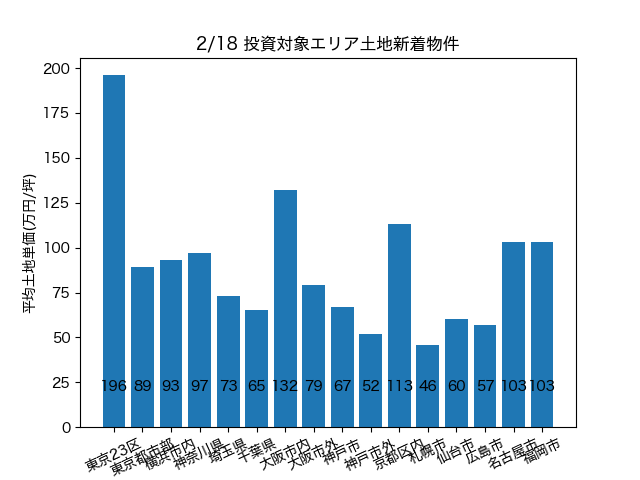 2/18 投資対象エリア土地新着物件
平均土地単価(万円/坪)
200
175
150
125
100
75
50
25
0
196 89 93 97 73 65 132 79 67 52 113 46 60 57 103 103
東京23区
東京都市部
横浜市内
神奈川県
埼玉県
千葉県
大阪市内
大阪市外
神戸市
神戸市外
京都区内
札幌市
仙台市
広島市
名古屋市
福岡市